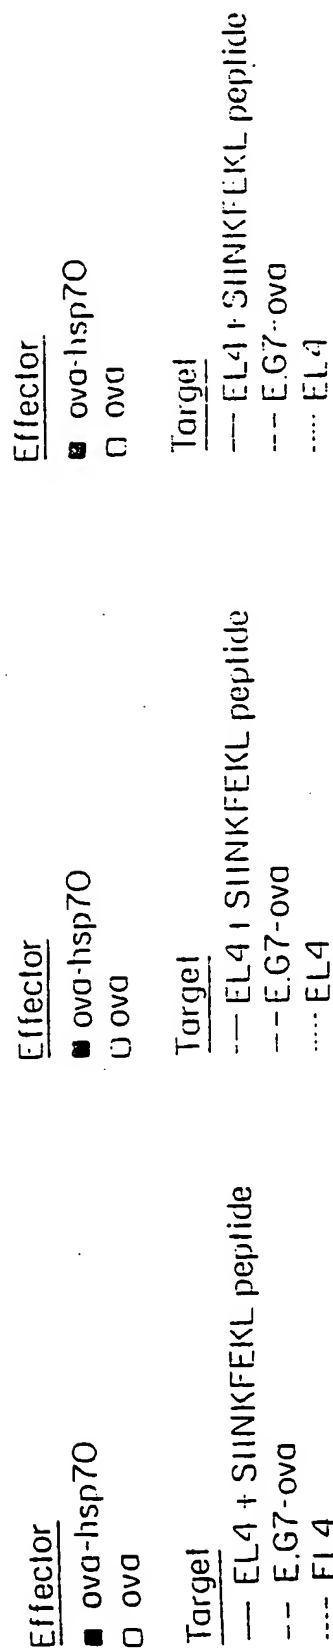 Effector
■ ova-hsp70
□ ova
Target
— EL4 + SIINKFEKL peptide
-- E.G7-ova
---- EL4
Effector
■ ova-hsp70
□ ova
Target
-— EL4 + SIINKFEKL peptide
-- E.G7-ova
..... EL4
Effector
■ ova-hsp70
□ ova
Target
— EL4 + SIINKFEKL peptide
--- E.G7-ova
..... EL4